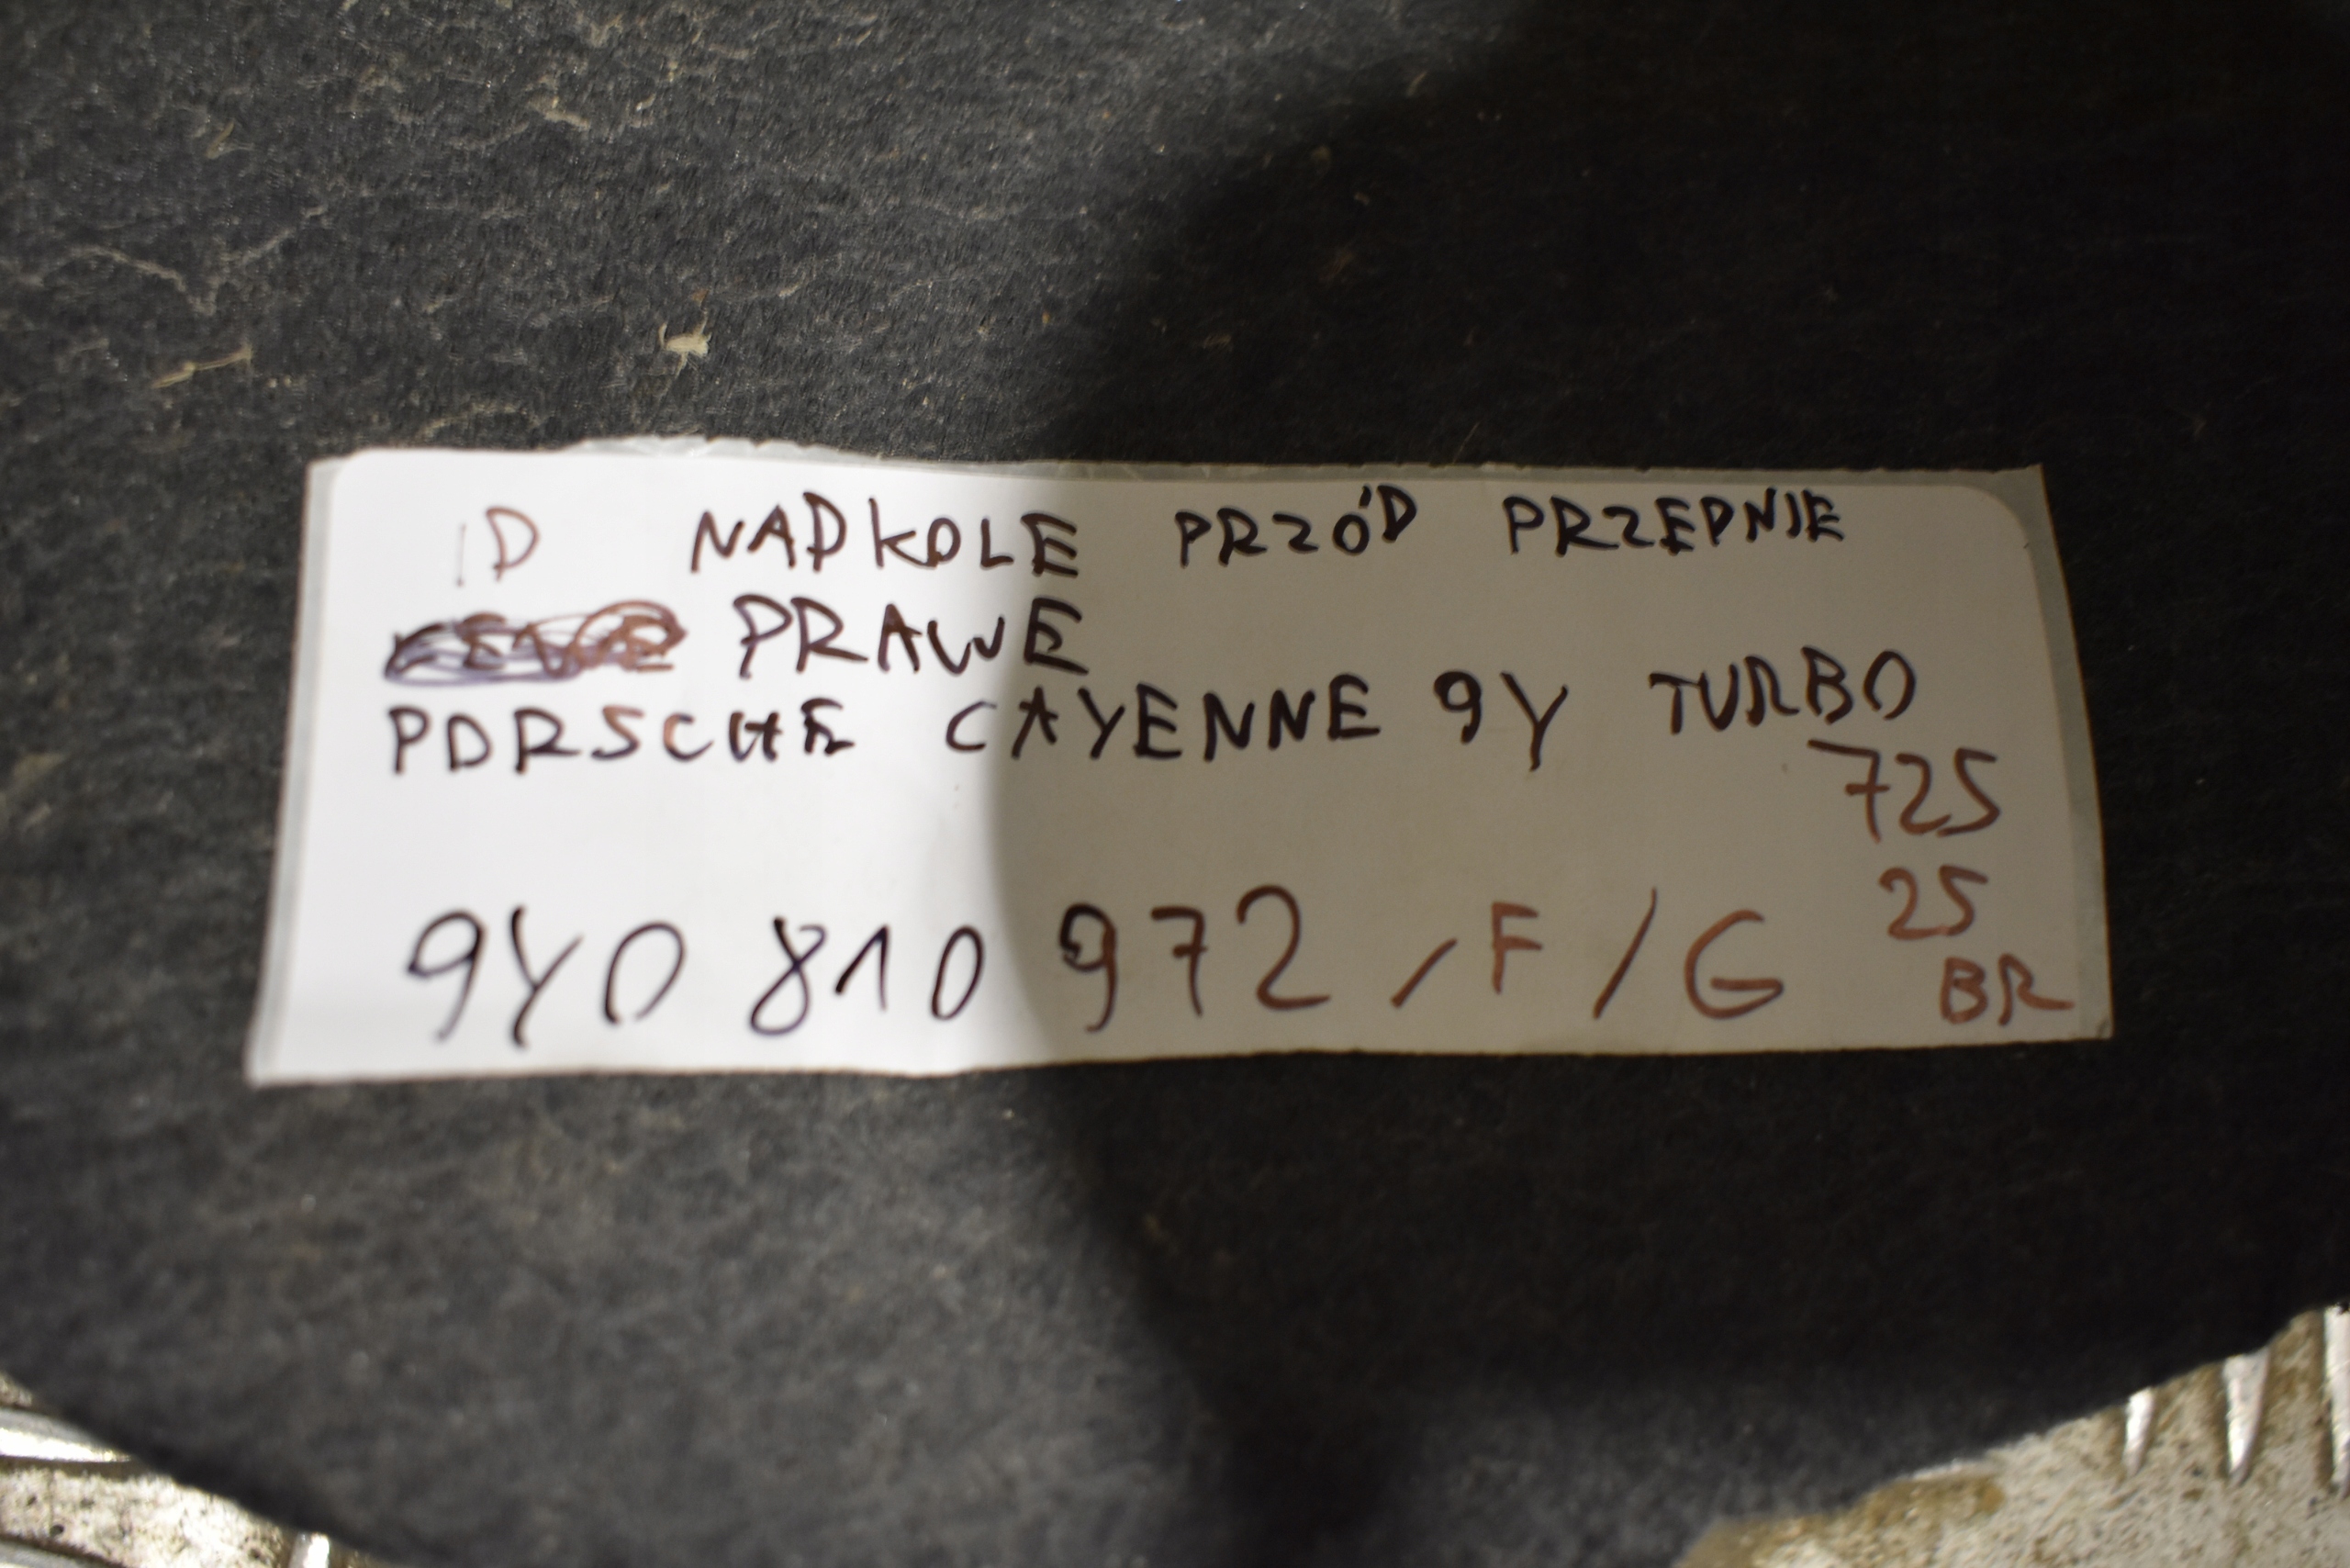 ID NADKOLE PRZÓD PRZEDNIE
PRAWE
PORSCHE CAYENNE 9Y TURBO
725
25
BR
9Y0 810 972 /F/G